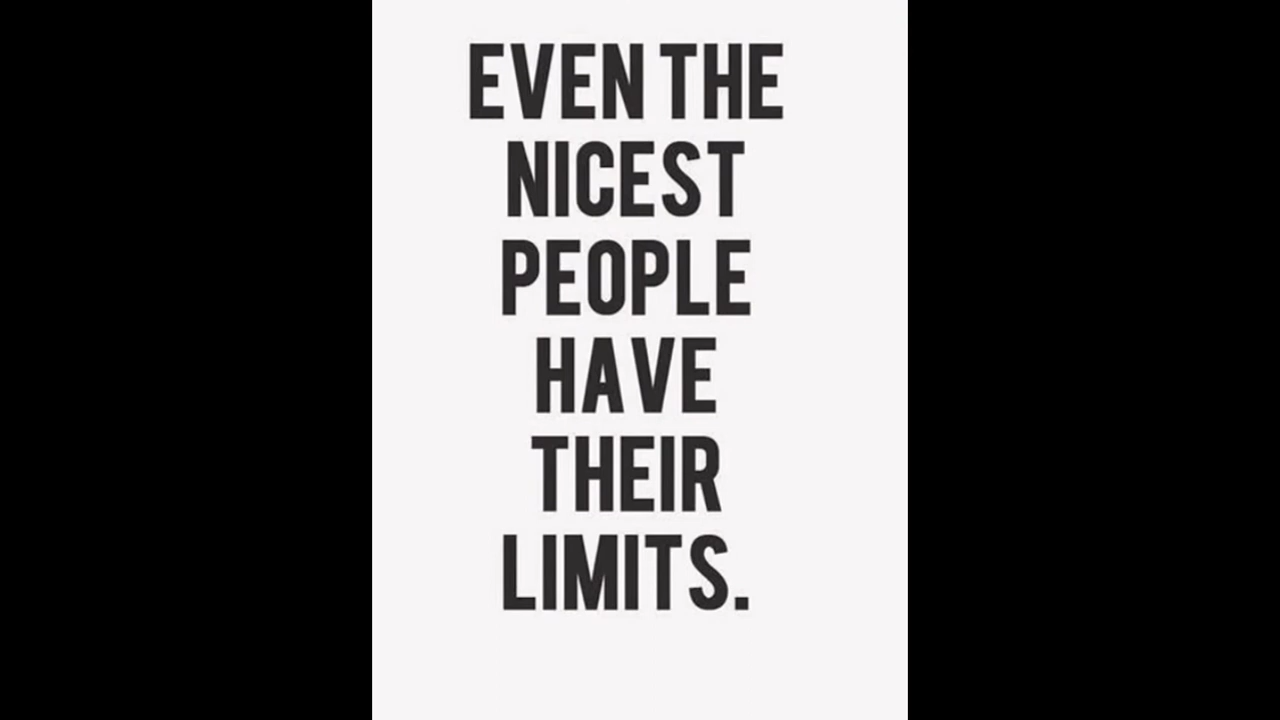 EVEN THE
NICEST
PEOPLE
HAVE
THEIR
LIMITS.